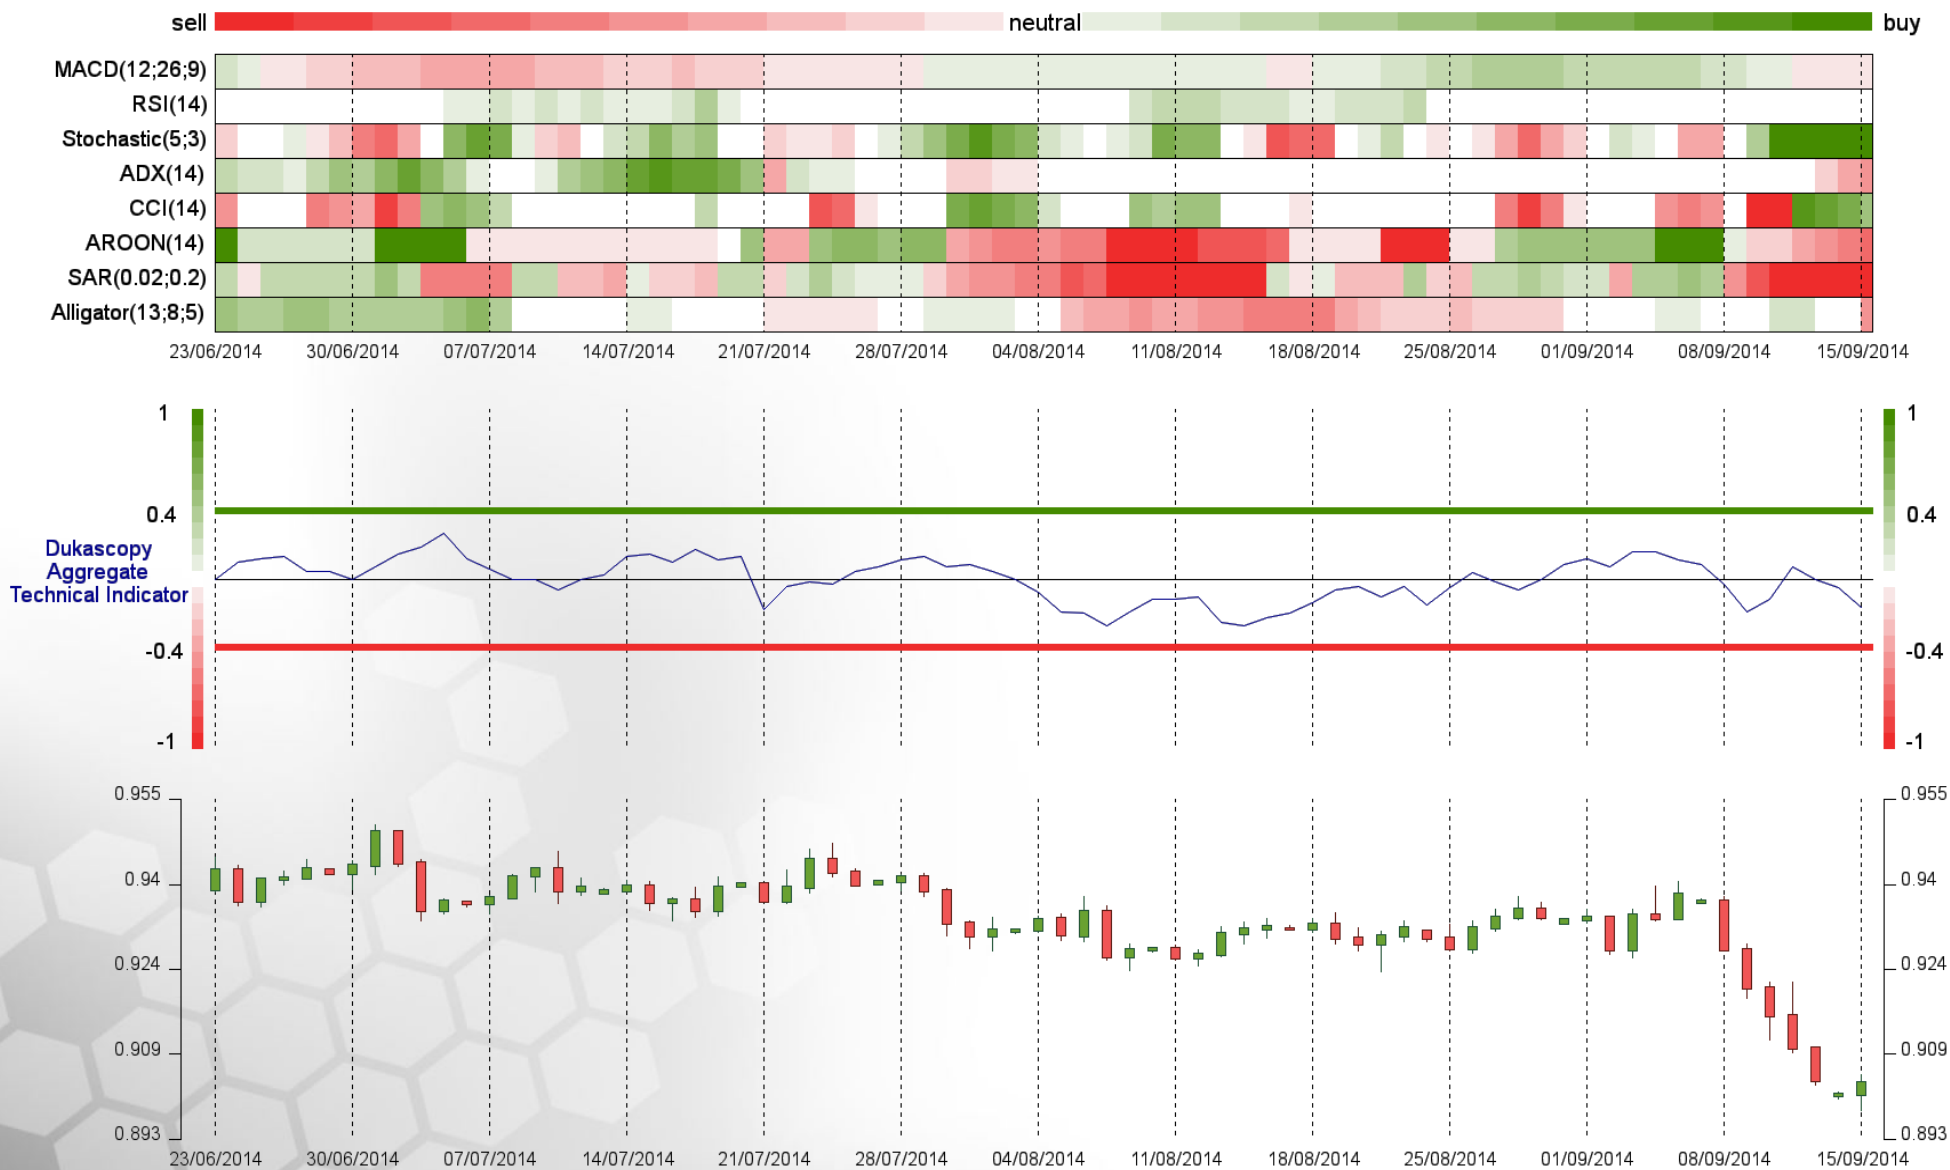 sell neutral buy
MACD(12;26;9)
RSI(14)
Stochastic(5;3)
ADX(14)
CCI(14)
AROON(14)
SAR(0.02;0.2)
Alligator(13;8;5)
23/06/2014 30/06/2014 07/07/2014 14/07/2014 21/07/2014 28/07/2014 04/08/2014 11/08/2014 18/08/2014 25/08/2014 01/09/2014 08/09/2014 15/09/2014
1 1
0.4 0.4
Dukascopy
Aggregate
Technical Indicator
-0.4 -0.4
-1 -1
0.955 0.955
0.94 0.94
0.924 0.924
0.909 0.909
0.893 0.893
23/06/2014 30/06/2014 07/07/2014 14/07/2014 21/07/2014 28/07/2014 04/08/2014 11/08/2014 18/08/2014 25/08/2014 01/09/2014 08/09/2014 15/09/2014